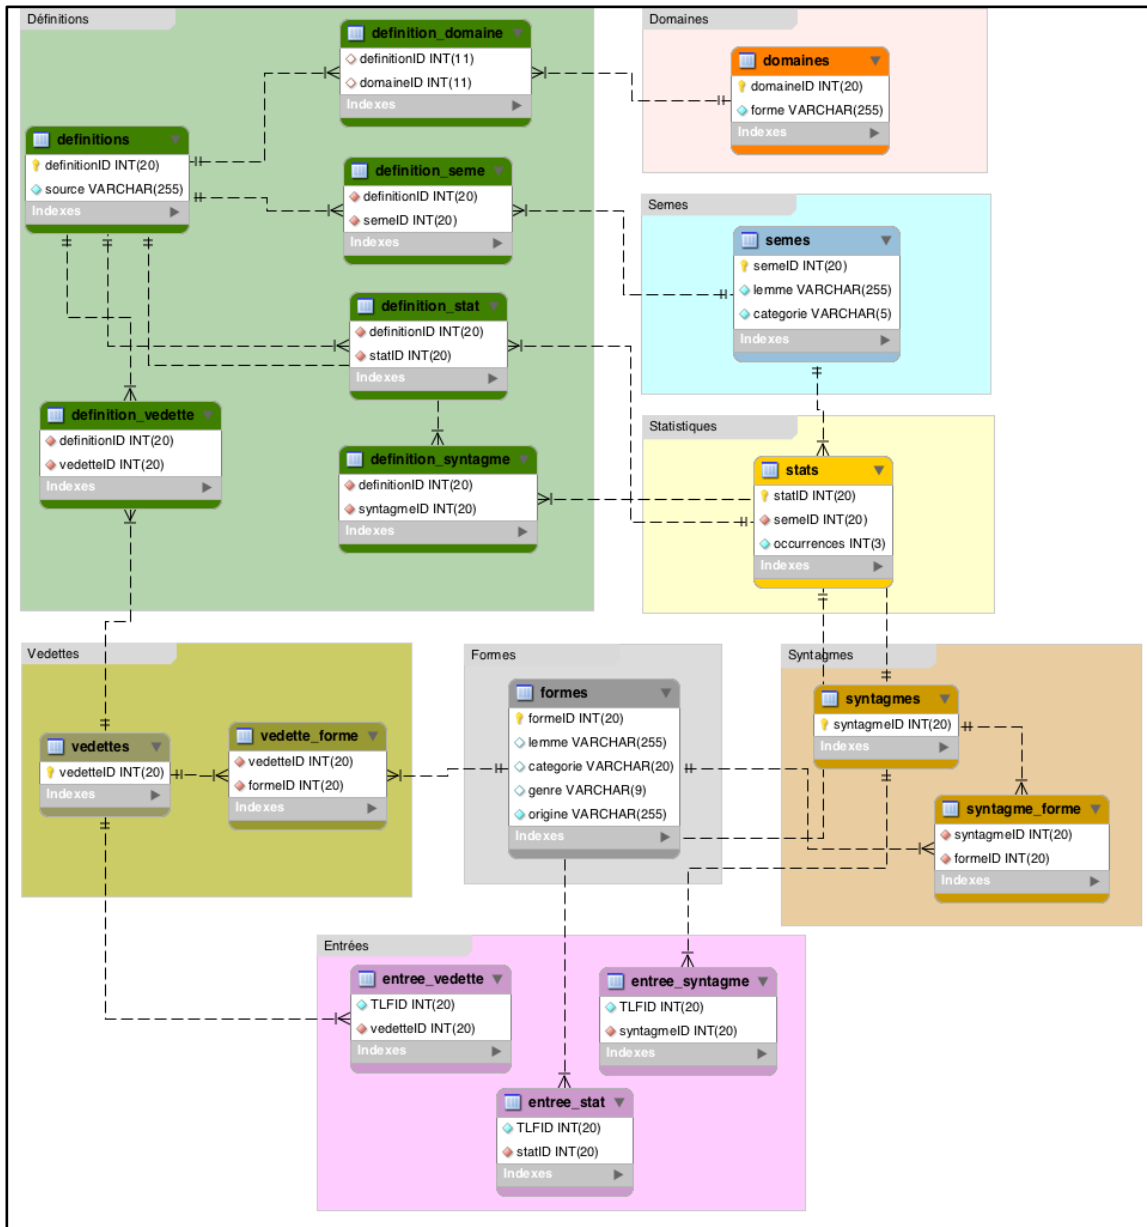 Définitions
definition_domaine
definitionID INT(11)
domaineID INT(11)
Indexes
definitions
definitionID INT(20)
source VARCHAR(255)
Indexes
definition_seme
definitionID INT(20)
semeID INT(20)
Indexes
definition_stat
definitionID INT(20)
statID INT(20)
Indexes
definition_vedette
definitionID INT(20)
vedetteID INT(20)
Indexes
definition_syntagme
definitionID INT(20)
syntagmeID INT(20)
Indexes
Domaines
domaines
domaineID INT(20)
forme VARCHAR(255)
Indexes
Semes
semes
semeID INT(20)
lemme VARCHAR(255)
categorie VARCHAR(5)
Indexes
Statistiques
stats
statID INT(20)
semeID INT(20)
occurrences INT(3)
Indexes
Vedettes
vedettes
vedetteID INT(20)
Indexes
vedette_forme
vedetteID INT(20)
formeID INT(20)
Indexes
Formes
formes
formeID INT(20)
lemme VARCHAR(255)
categorie VARCHAR(20)
genre VARCHAR(9)
origine VARCHAR(255)
Indexes
Syntagmes
syntagmes
syntagmeID INT(20)
Indexes
syntagme_forme
syntagmeID INT(20)
formeID INT(20)
Indexes
Entrées
entree_vedette
TLFID INT(20)
vedetteID INT(20)
Indexes
entree_syntagme
TLFID INT(20)
syntagmeID INT(20)
Indexes
entree_stat
TLFID INT(20)
statID INT(20)
Indexes